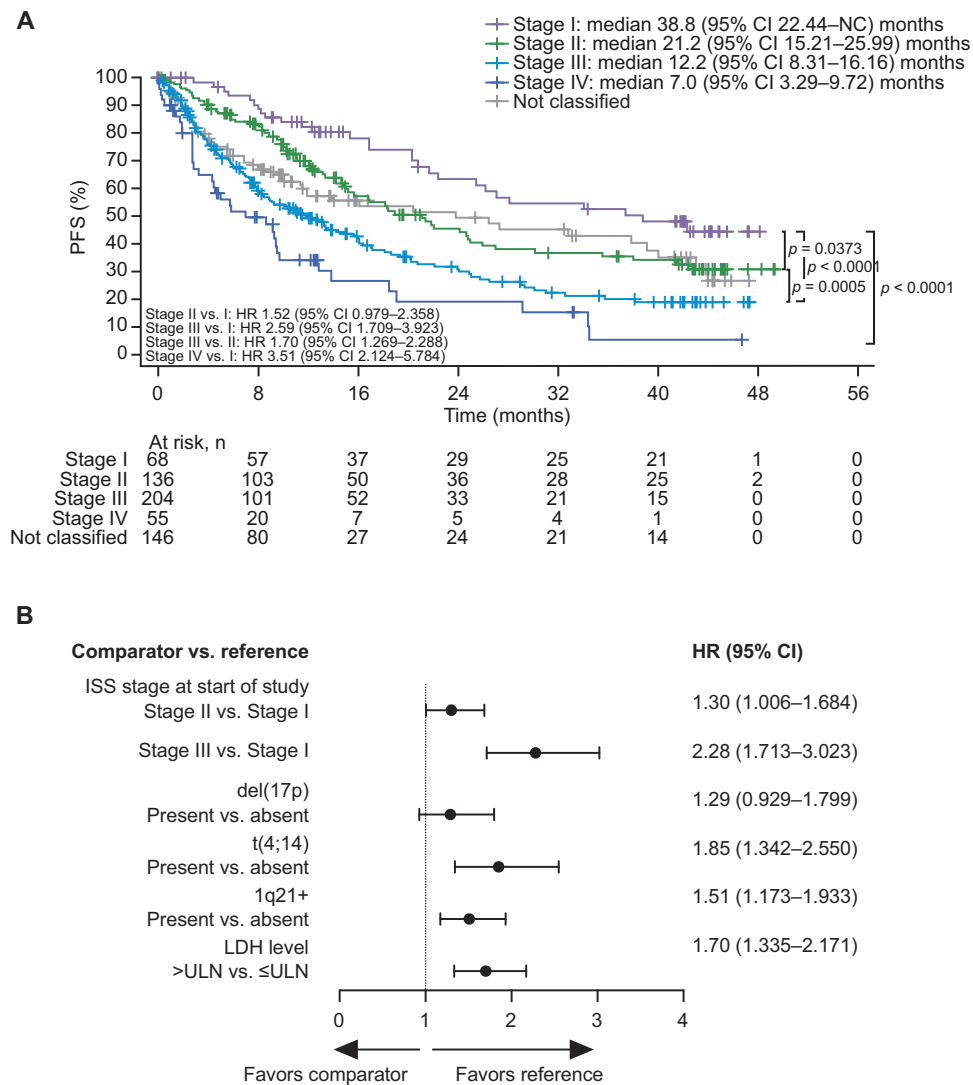 A
Stage I: median 38.8 (95% CI 22.44–NC) months
Stage II: median 21.2 (95% CI 15.21–25.99) months
Stage III: median 12.2 (95% CI 8.31–16.16) months
Stage IV: median 7.0 (95% CI 3.29–9.72) months
Not classified
PFS (%)
100
90
80
70
60
50
40
30
20
10
0
p = 0.0373
p < 0.0001
p = 0.0005
p < 0.0001
Stage II vs. I: HR 1.52 (95% CI 0.979–2.358)
Stage III vs. I: HR 2.59 (95% CI 1.709–3.923)
Stage III vs. II: HR 1.70 (95% CI 1.269–2.288)
Stage IV vs. I: HR 3.51 (95% CI 2.124–5.784)
0 8 16 24 32 40 48 56
Time (months)
At risk, n
Stage I 68 57 37 29 25 21 1 0
Stage II 136 103 50 36 28 25 2 0
Stage III 204 101 52 33 21 15 0 0
Stage IV 55 20 7 5 4 1 0 0
Not classified 146 80 27 24 21 14 0 0
B
Comparator vs. reference HR (95% CI)
ISS stage at start of study
Stage II vs. Stage I 1.30 (1.006–1.684)
Stage III vs. Stage I 2.28 (1.713–3.023)
del(17p)
Present vs. absent 1.29 (0.929–1.799)
t(4;14)
Present vs. absent 1.85 (1.342–2.550)
1q21+
Present vs. absent 1.51 (1.173–1.933)
LDH level
>ULN vs. ≤ULN 1.70 (1.335–2.171)
0 1 2 3 4
Favors comparator Favors reference